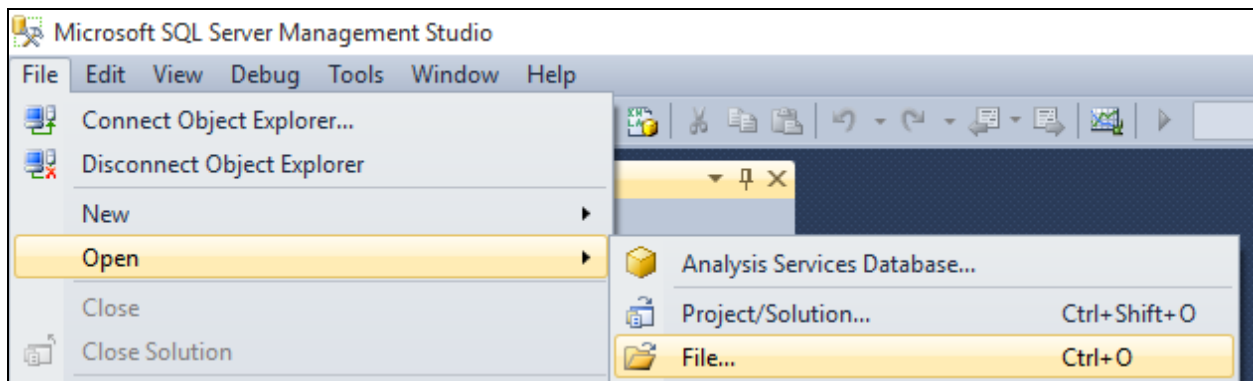 Microsoft SQL Server Management Studio
File Edit View Debug Tools Window Help
Connect Object Explorer...
Disconnect Object Explorer
New
Open
Analysis Services Database...
Close
Project/Solution... Ctrl+Shift+O
Close Solution
File... Ctrl+O